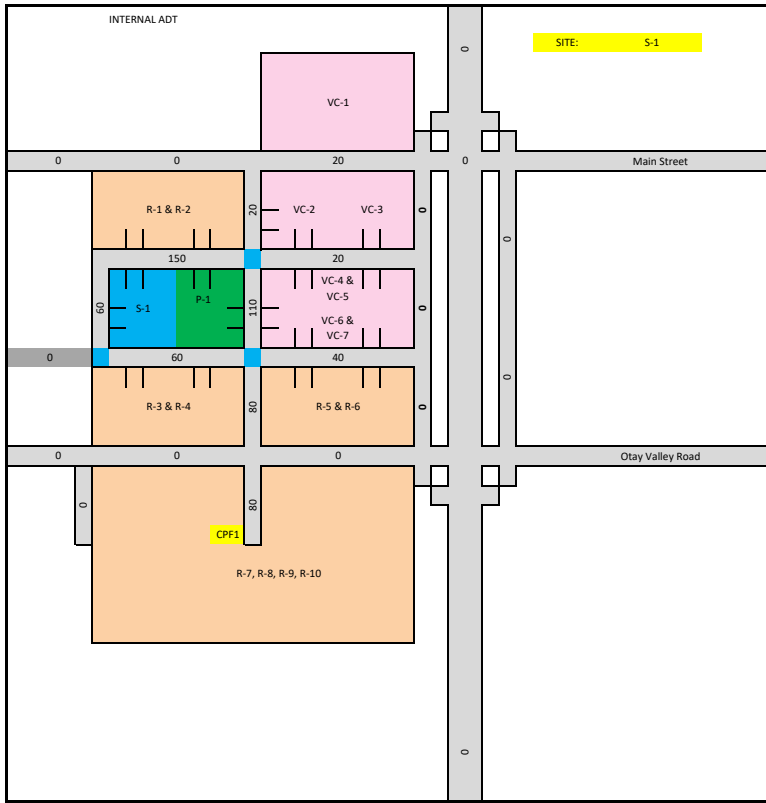 INTERNAL ADT
SITE: S-1
0
VC-1
0 0 20 0 Main Street
R-1 & R-2 20 VC-2 VC-3 0
0
150 20
60 S-1 P-1 110 VC-4 &
VC-5
0
VC-6 &
VC-7
0 60 40
0
R-3 & R-4 80 R-5 & R-6 0
0 0 0 Otay Valley Road
0 80
CPF1
R-7, R-8, R-9, R-10
0